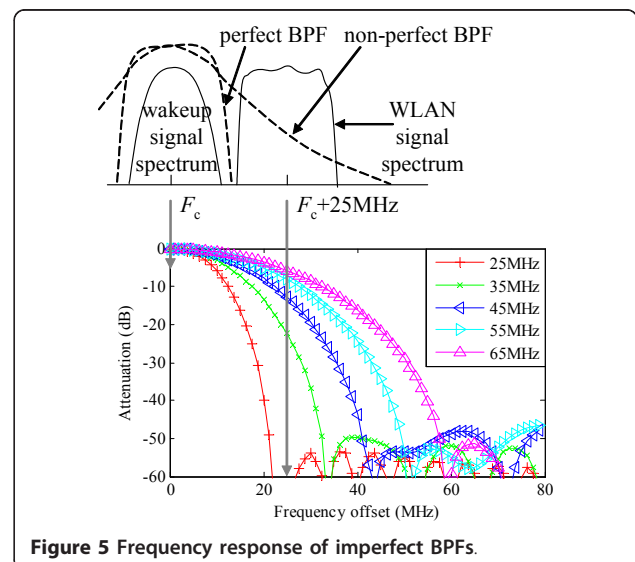 perfect BPF
non-perfect BPF
wakeup
signal
spectrum
WLAN
signal
spectrum
Fc
Fc+25MHz
0
-10
-20
-30
-40
-50
-60
Attenuation (dB)
25MHz
35MHz
45MHz
55MHz
65MHz
0
20
40
60
80
Frequency offset (MHz)
Figure 5 Frequency response of imperfect BPFs.